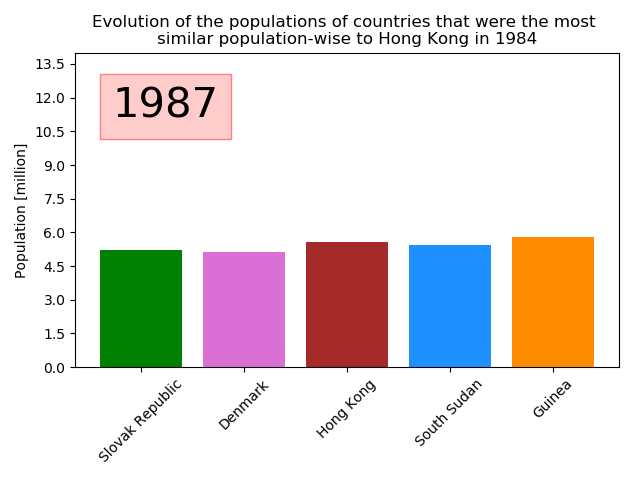 Evolution of the populations of countries that were the most
similar population-wise to Hong Kong in 1984
1987
Population [million]
13.5
12.0
10.5
9.0
7.5
6.0
4.5
3.0
1.5
0.0
Slovak Republic
Denmark
Hong Kong
South Sudan
Guinea